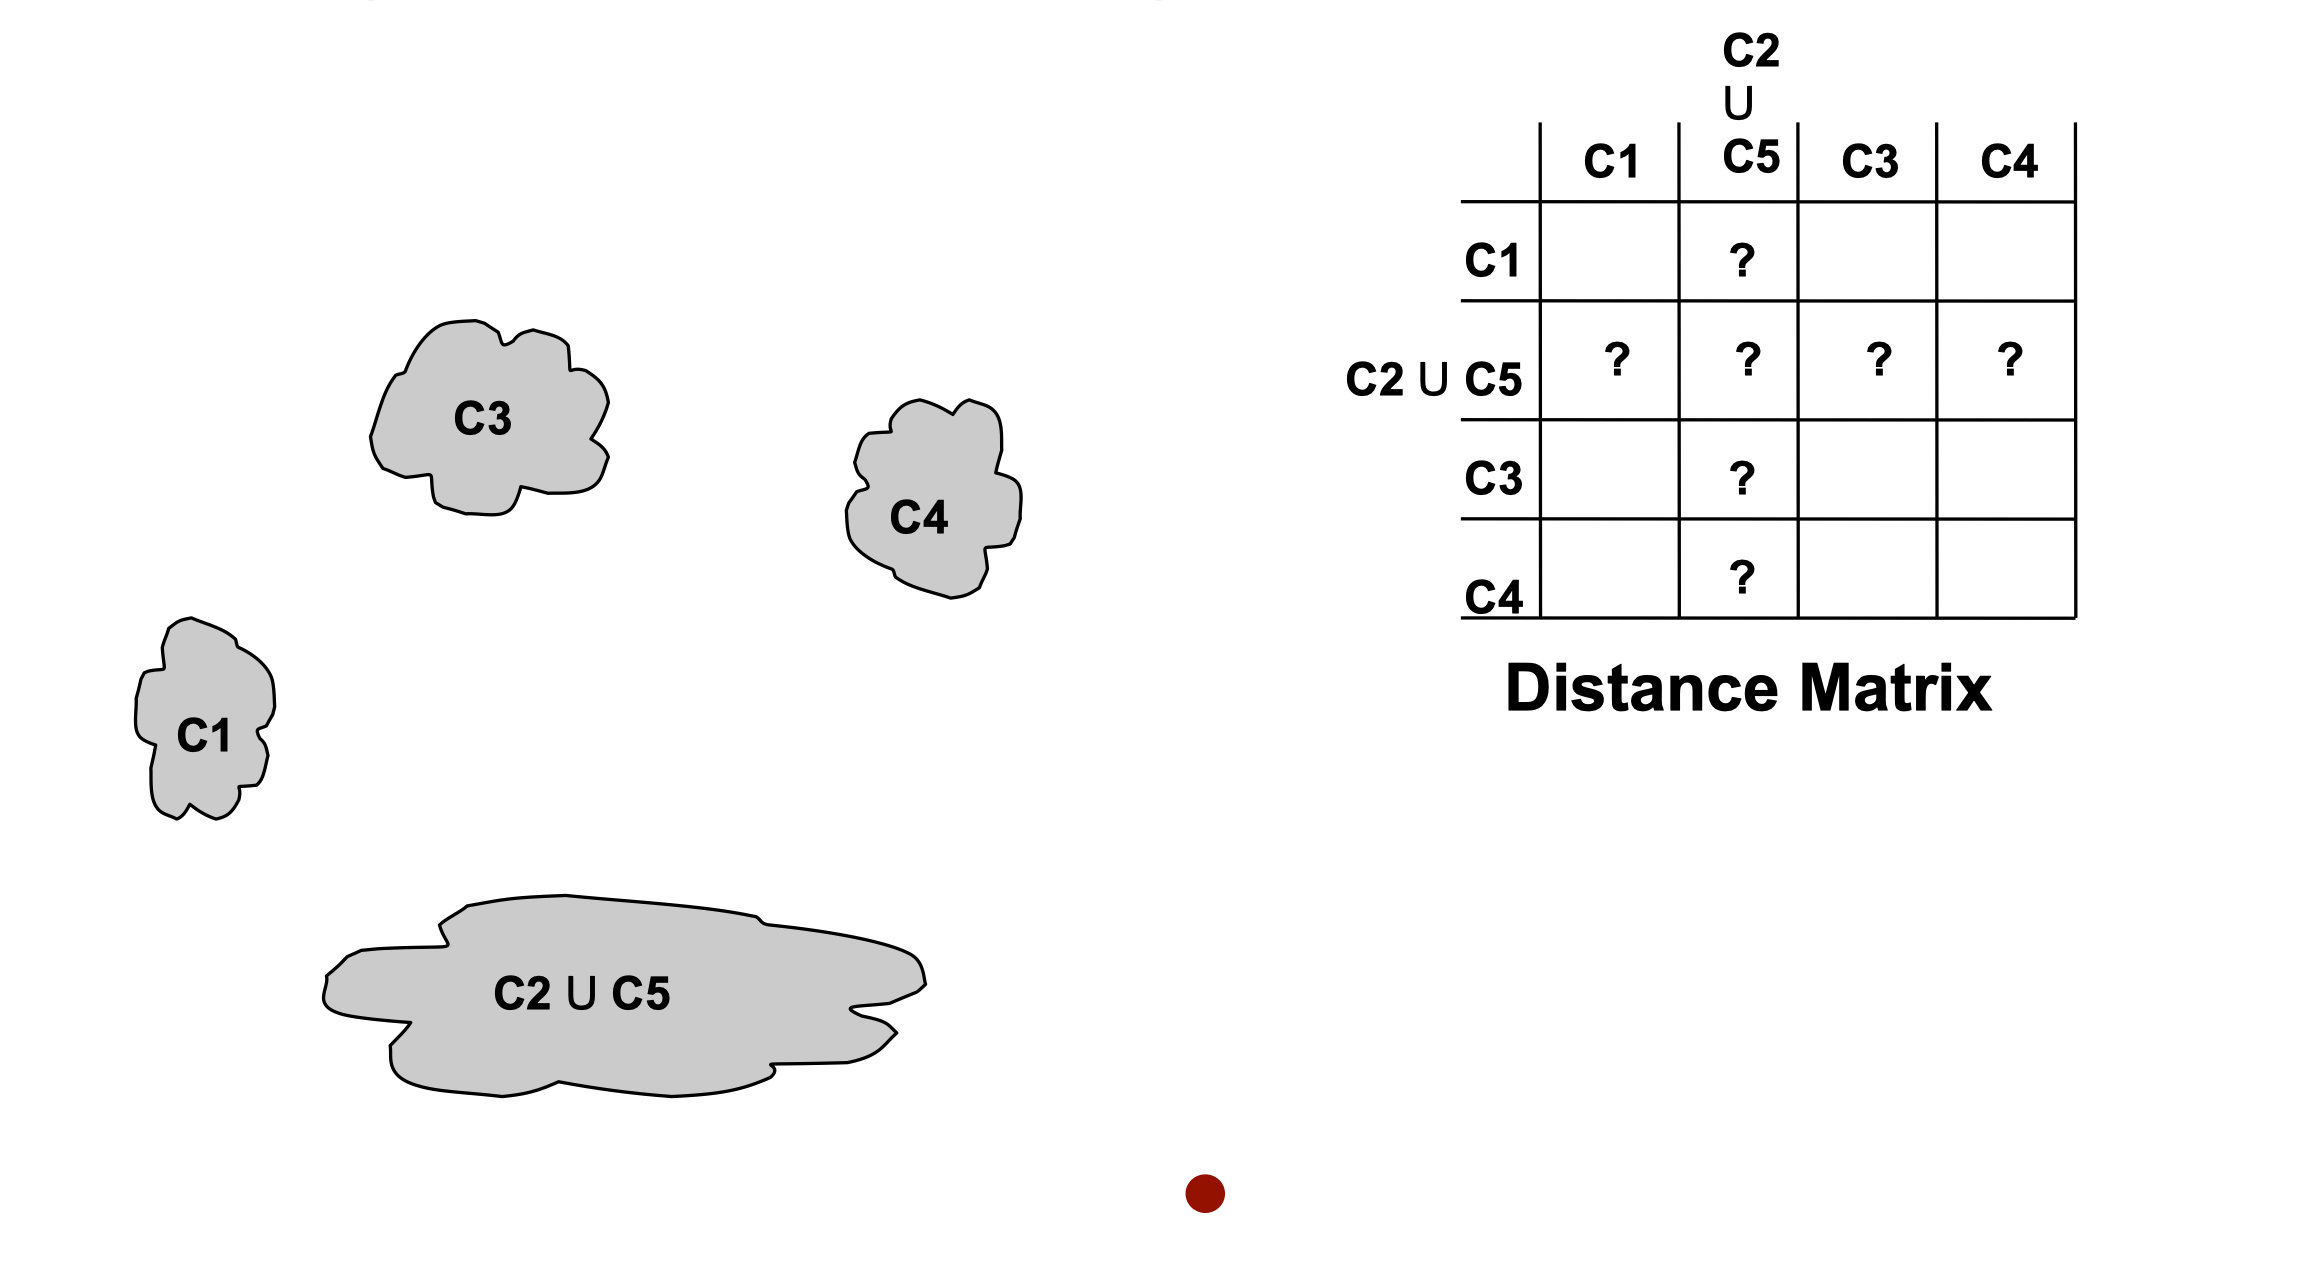 C3
C4
C1
C2 U C5
C2
U
C1 C5 C3 C4
C1 ?
C2 U C5 ? ? ? ?
C3 ?
C4 ?
Distance Matrix